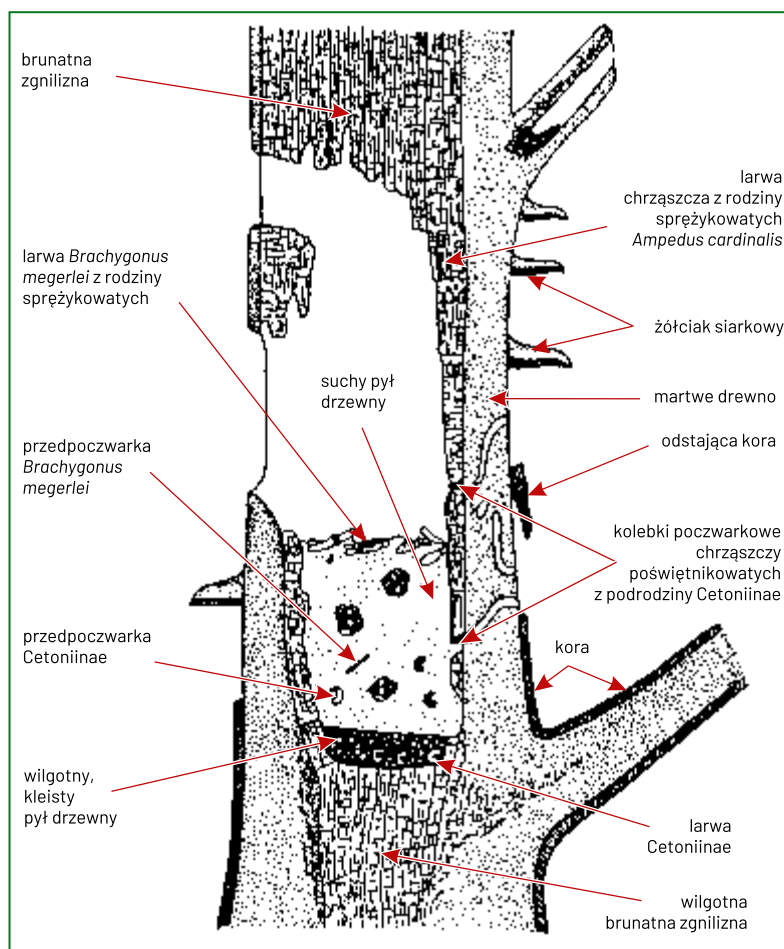 brunatna
zgnilizna
larwa
chrząszcza z rodziny
sprężykowatych
Ampedus cardinalis
larwa Brachygonus
megerlei z rodziny
sprężykowatych
żółciak siarkowy
suchy pył
drzewny
martwe drewno
odstająca kora
przedpoczwarka
Brachygonus
megerlei
kolebki poczwarkowe
chrząszczy
poświętnikowatych
z podrodziny Cetoniinae
przedpoczwarka
Cetoniinae
kora
wilgotny,
kleisty
pył drzewny
larwa
Cetoniinae
wilgotna
brunatna zgnilizna